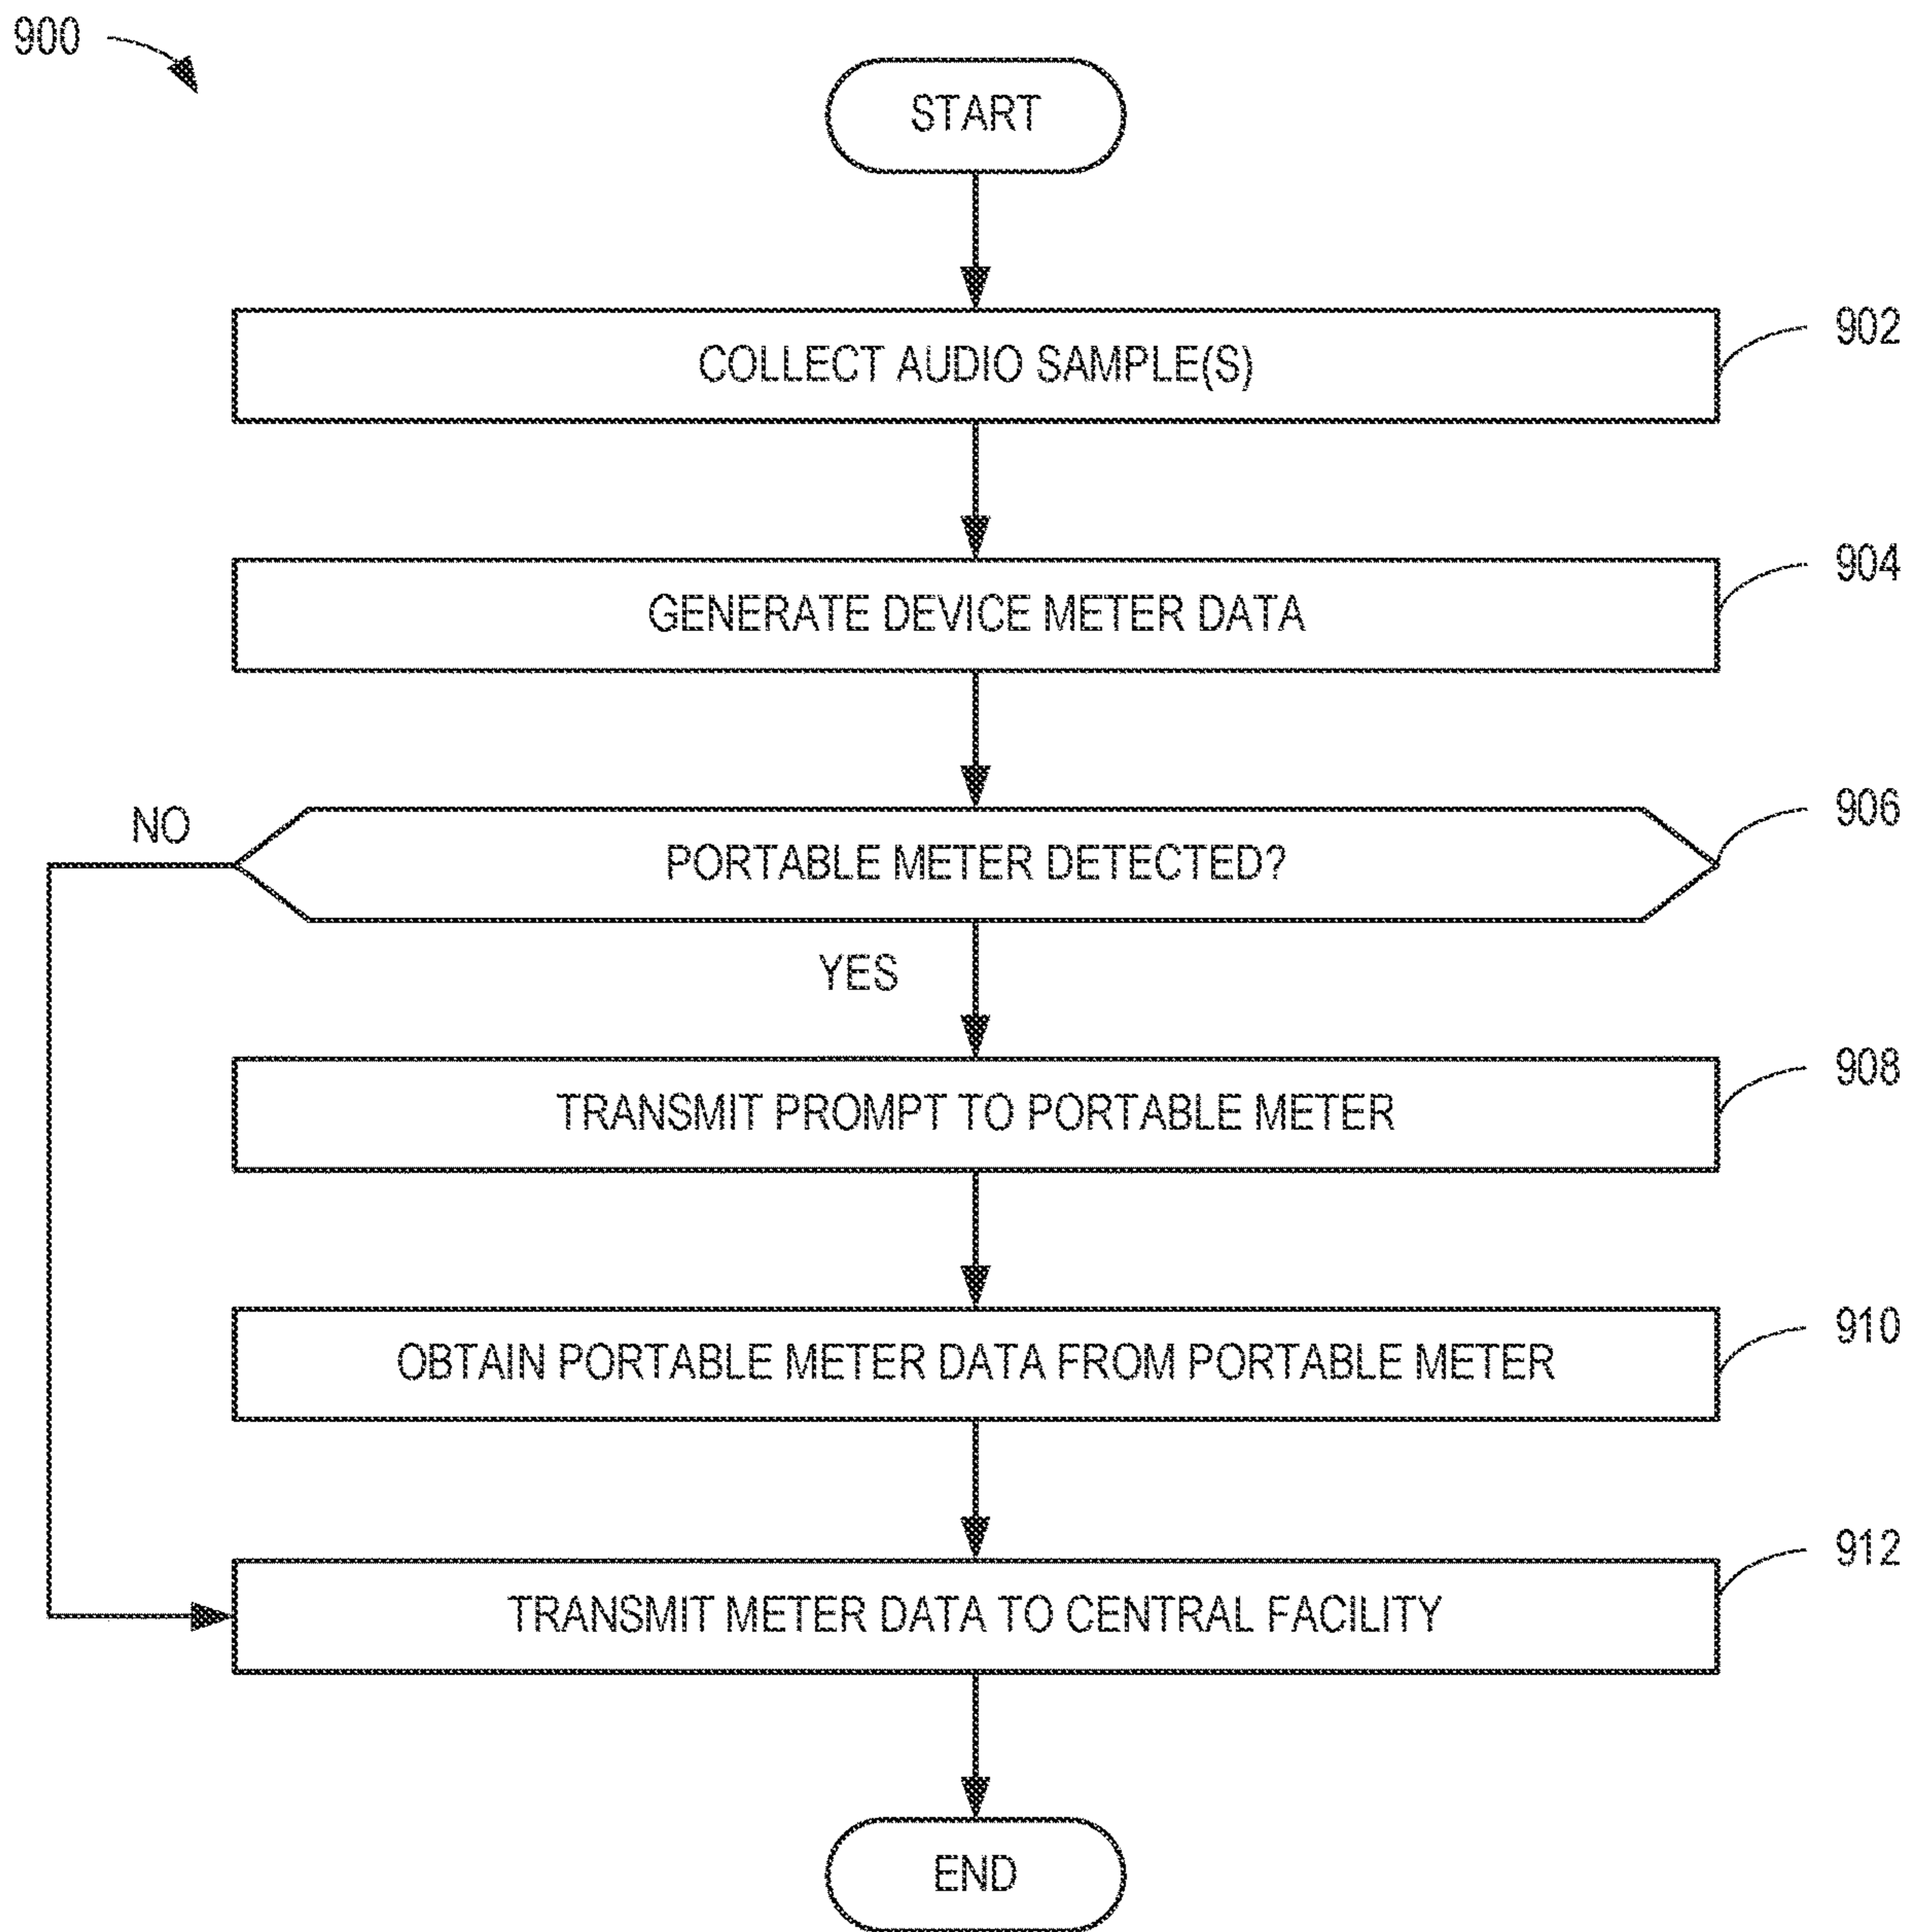 900
START
COLLECT AUDIO SAMPLE(S)
902
GENERATE DEVICE METER DATA
904
NO
PORTABLE METER DETECTED?
906
YES
TRANSMIT PROMPT TO PORTABLE METER
908
OBTAIN PORTABLE METER DATA FROM PORTABLE METER
910
TRANSMIT METER DATA TO CENTRAL FACILITY
912
END